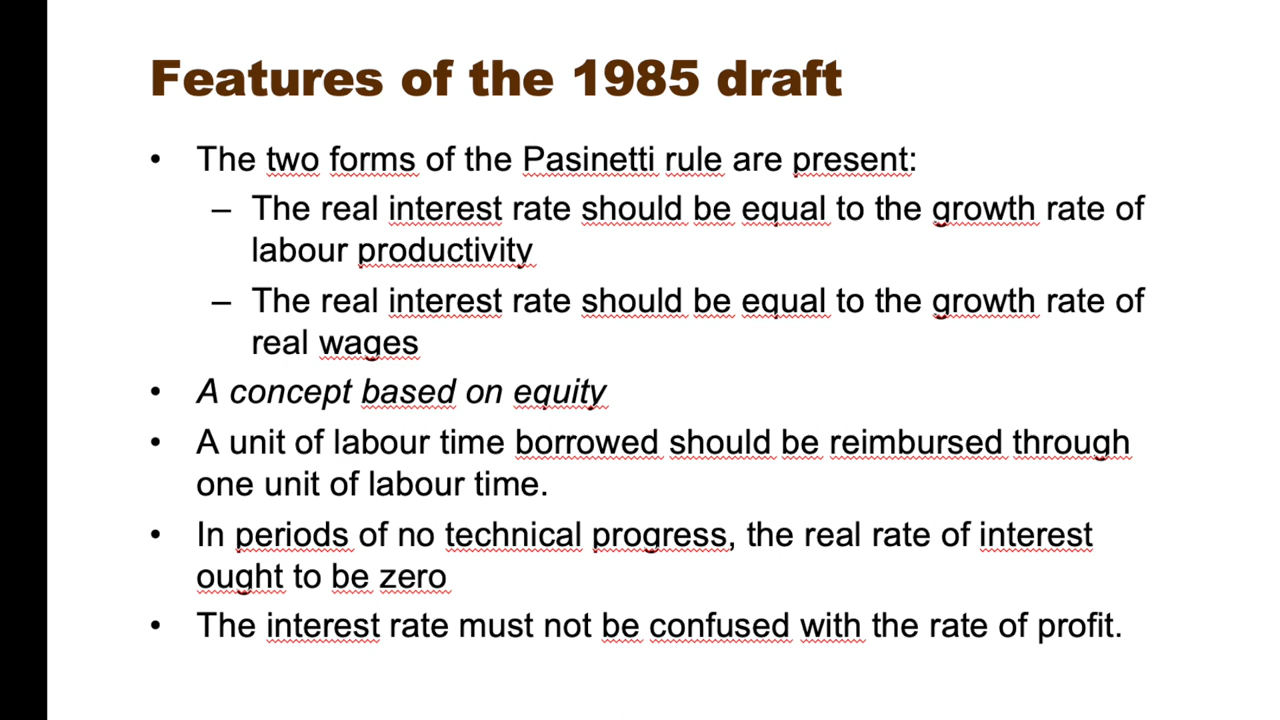 Features of the 1985 draft
• The two forms of the Pasinetti rule are present:
– The real interest rate should be equal to the growth rate of
labour productivity
– The real interest rate should be equal to the growth rate of
real wages
• A concept based on equity
• A unit of labour time borrowed should be reimbursed through
one unit of labour time.
• In periods of no technical progress, the real rate of interest
ought to be zero
• The interest rate must not be confused with the rate of profit.